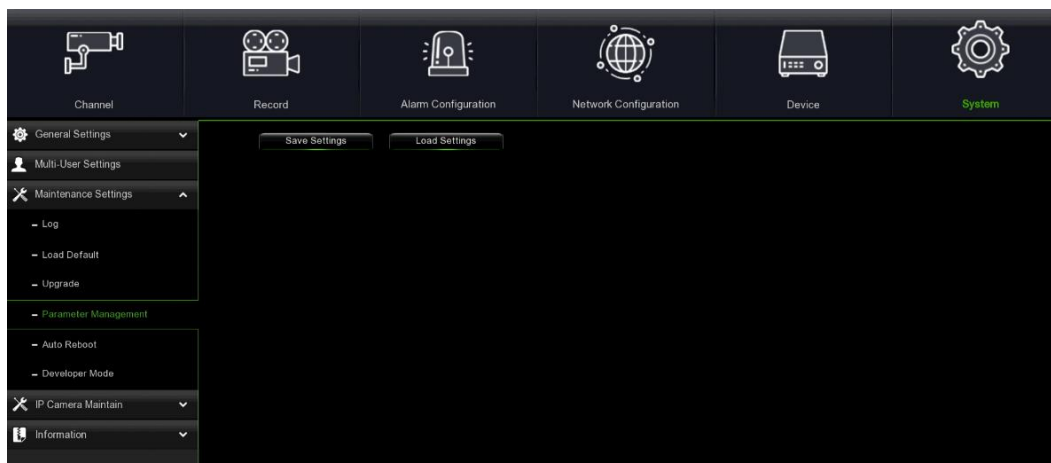 Channel
Record
Alarm Configuration
Network Configuration
Device
System
General Settings
Multi-User Settings
Maintenance Settings
– Log
– Load Default
– Upgrade
– Parameter Management
– Auto Reboot
– Developer Mode
IP Camera Maintain
Information
Save Settings
Load Settings